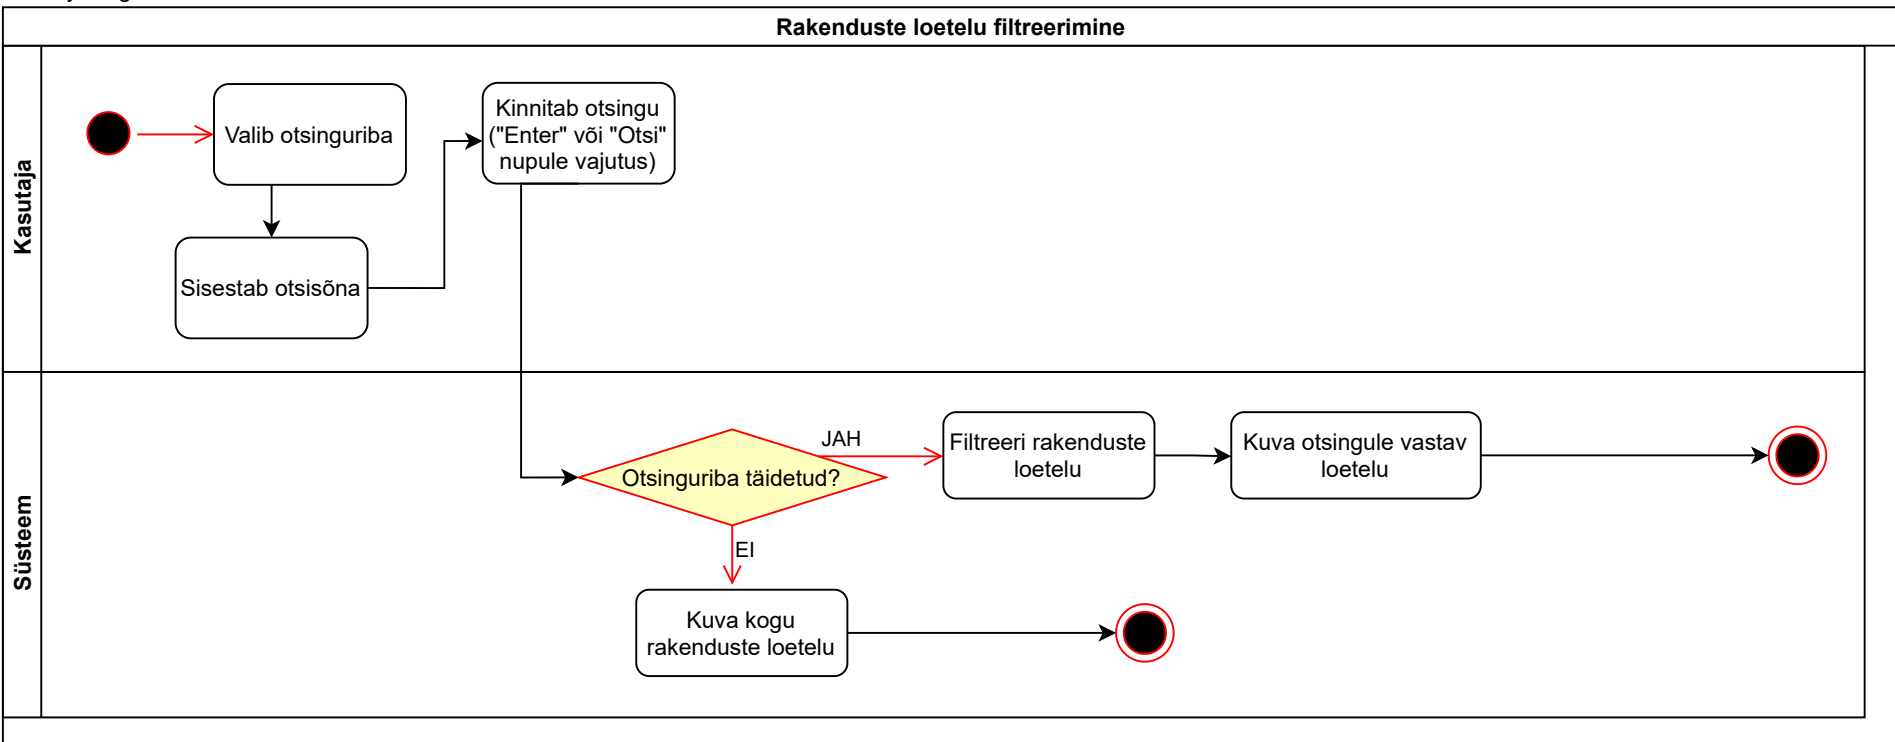 Rakenduste loetelu filtreerimine
Kasutaja
Valib otsinguriba
Kinnitab otsingu
("Enter" või "Otsi"
nupule vajutus)
Sisestab otsisõna
Süsteem
Otsinguriba täidetud?
JAH
Filtreeri rakenduste
loetelu
Kuva otsingule vastav
loetelu
EI
Kuva kogu
rakenduste loetelu